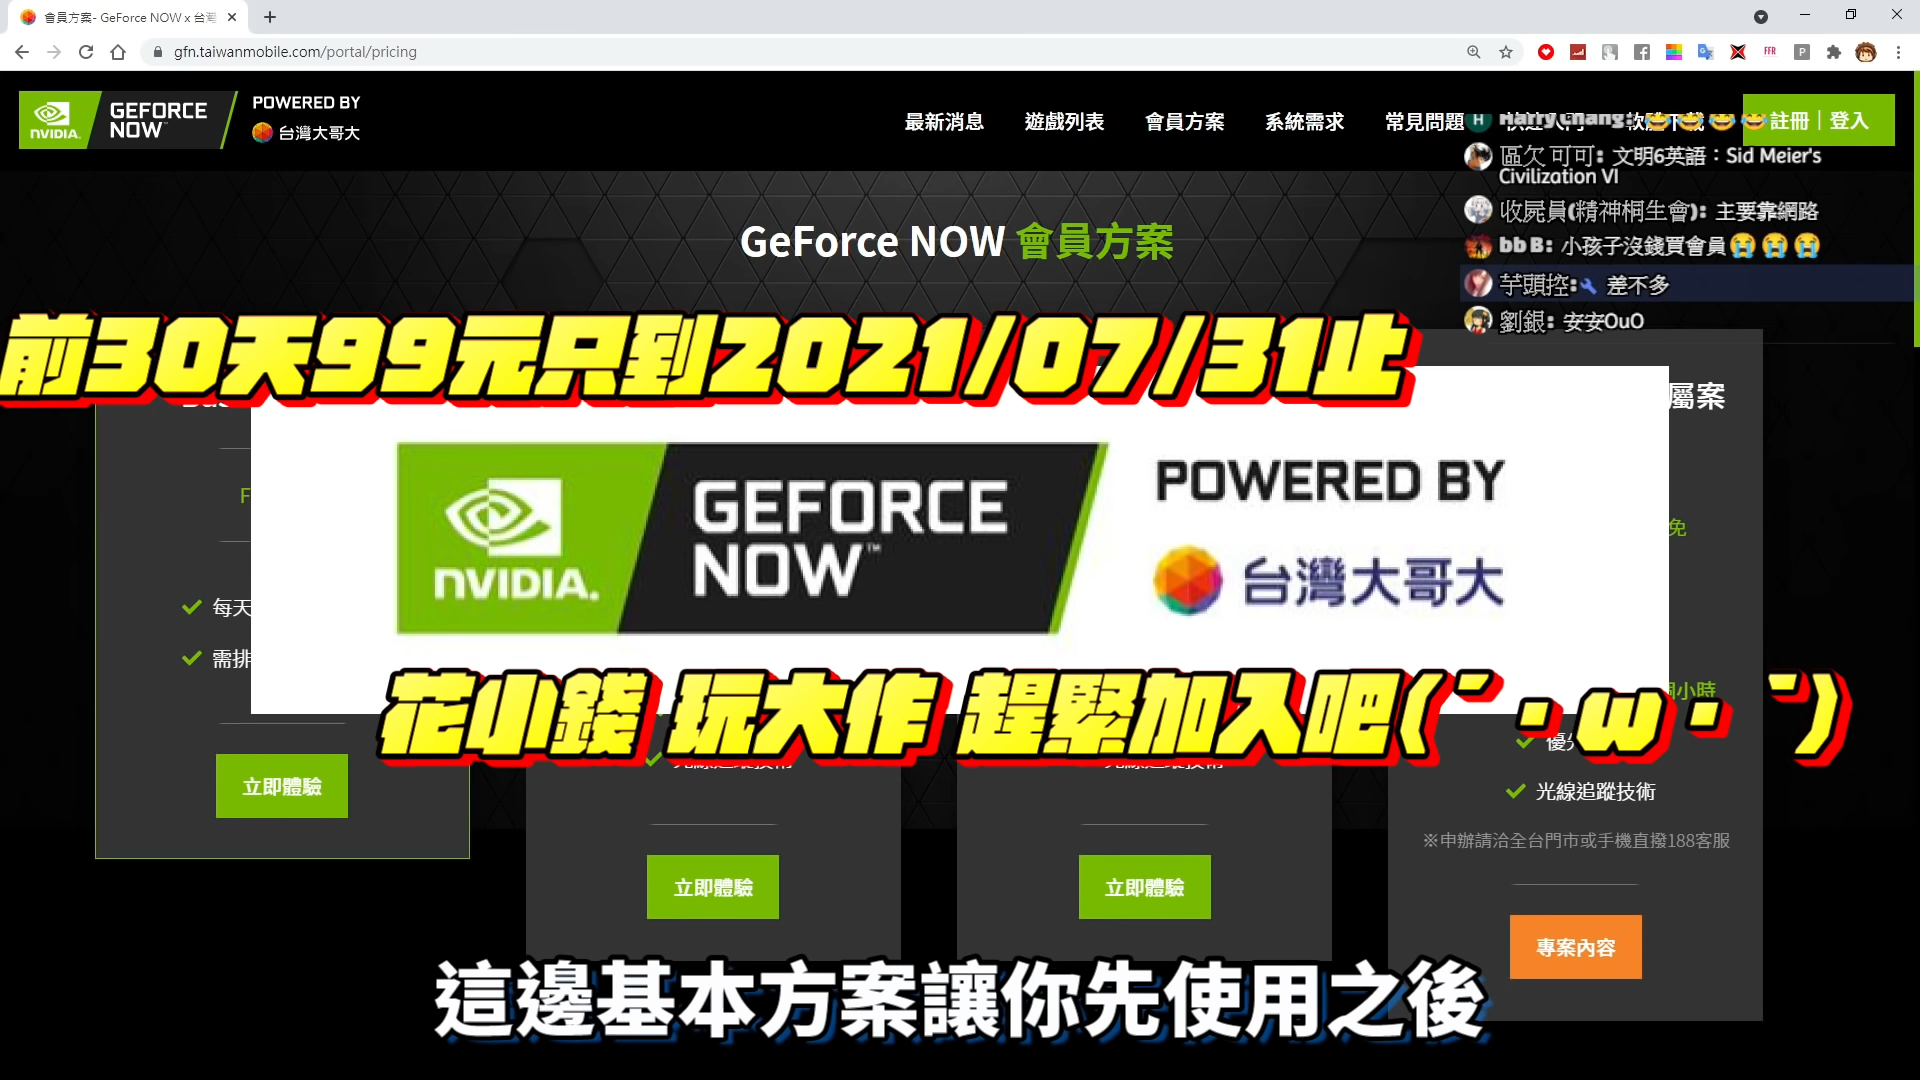 會員方案- GeForce NOW x 台灣
gfn.taiwanmobile.com/portal/pricing
NVIDIA. GEFORCE NOW
POWERED BY
台灣大哥大
最新消息 遊戲列表 會員方案 系統需求 常見問題
註冊｜登入
Harry Chang:
區欠 可可: 文明6英語：Sid Meier's
Civilization VI
收屍員(精神桐生會): 主要靠網路
bb B: 小孩子沒錢買會員😭😭😭
芋頭控: 差不多
劉銀: 安安OuO
GeForce NOW 會員方案
前30天99元只到2021/07/31止
屬案
NVIDIA.
GEFORCE
NOW™
POWERED BY
台灣大哥大
免
每天
需排
小時
花小錢 玩大作 趕緊加入吧(´・ω・`)
優先
光線追蹤技術
※申辦請洽全台門市或手機直撥188客服
立即體驗
立即體驗
立即體驗
專案內容
這邊基本方案讓你先使用之後